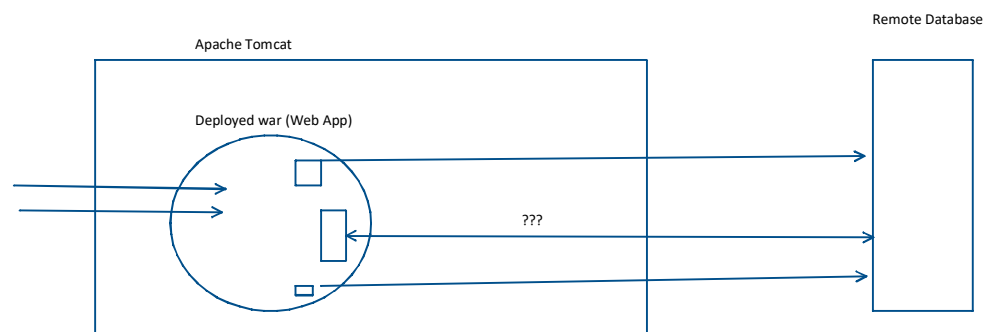 Remote Database
Apache Tomcat
Deployed war (Web App)
???